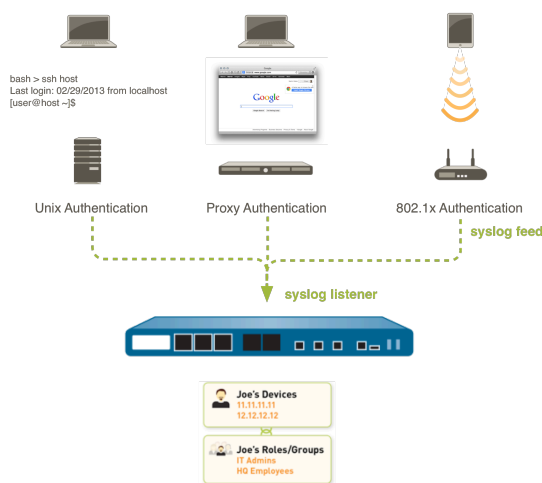 bash > ssh host
Last login: 02/29/2013 from localhost
[user@host ~]$
Google
Unix Authentication
Proxy Authentication
802.1x Authentication
syslog feed
syslog listener
Joe's Devices
11.11.11.11
12.12.12.12
Joe's Roles/Groups
IT Admins
HQ Employees